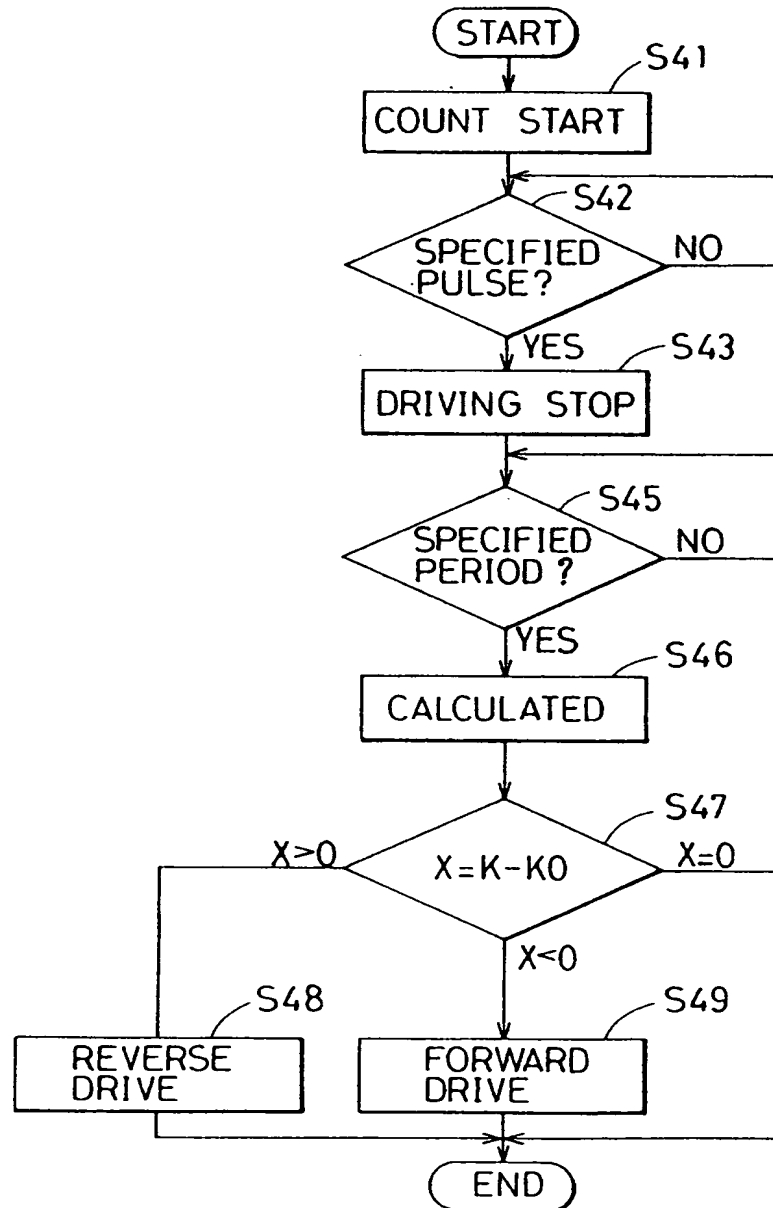 START
S41
COUNT START
S42
SPECIFIED
PULSE?
NO
YES
S43
DRIVING STOP
S45
SPECIFIED
PERIOD ?
NO
YES
S46
CALCULATED
S47
X>0
X=K-K0
X=0
X<0
S48
S49
REVERSE
DRIVE
FORWARD
DRIVE
END